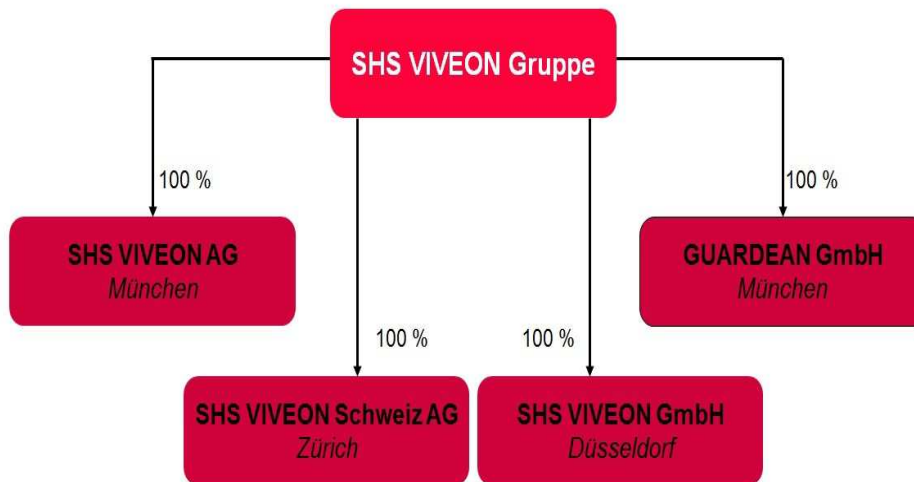 SHS VIVEON Gruppe
100 %
100 %
SHS VIVEON AG
München
GUARDEAN GmbH
München
100 %
100 %
SHS VIVEON Schweiz AG
Zürich
SHS VIVEON GmbH
Düsseldorf